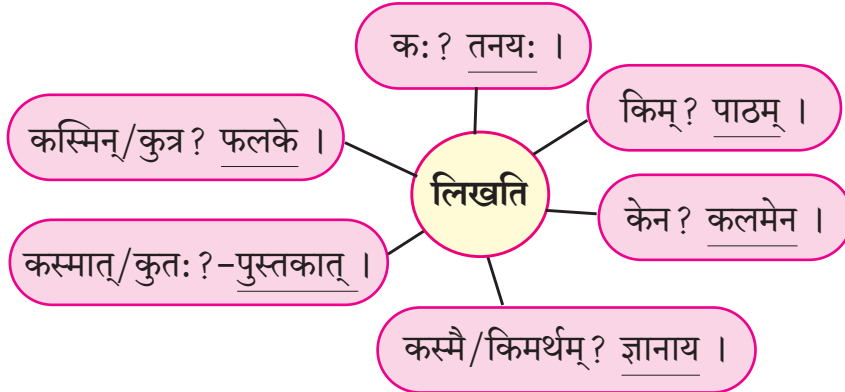 कः? तनयः ।
किम्? पाठम् ।
कस्मिन्/कुत्र? फलके ।
लिखति
केन? कलमेन ।
कस्मात्/कुतः?-पुस्तकात् ।
कस्मै/किमर्थम्? ज्ञानाय ।